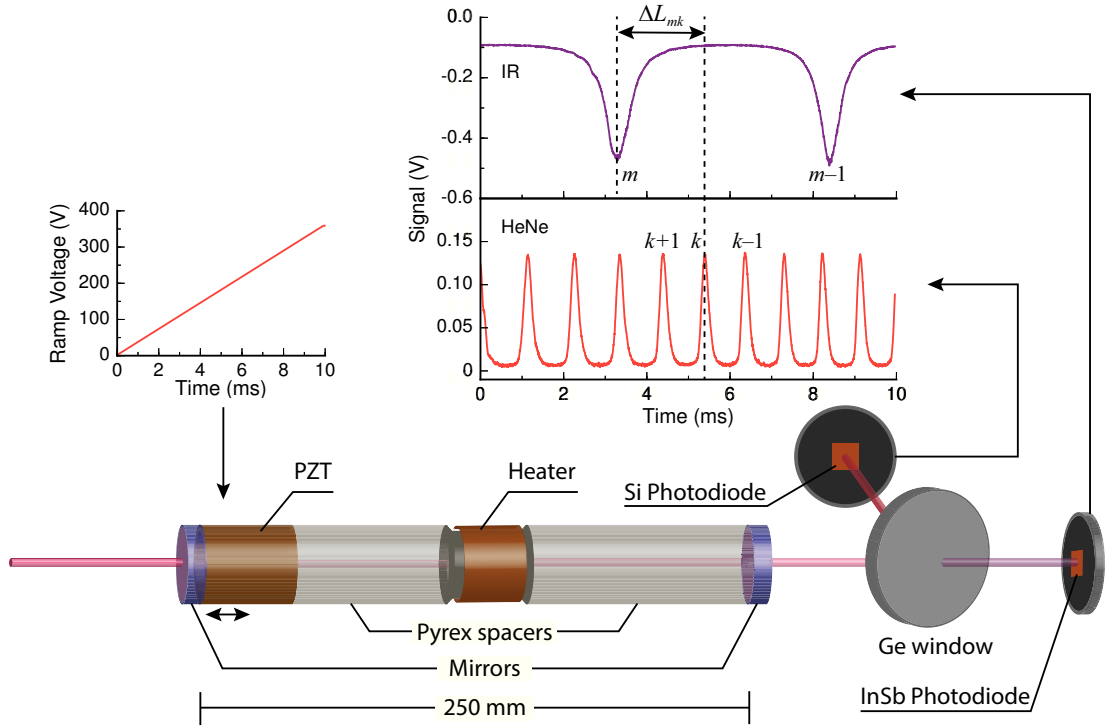 ΔLmk
0.0
-0.2
-0.4
-0.6
Signal (V)
IR
m
m–1
HeNe
0.15
0.10
0.05
0
k+1
k
k–1
0
2
4
6
8
10
Time (ms)
400
300
200
100
0
Ramp Voltage (V)
0
2
4
6
8
10
Time (ms)
PZT
Heater
Si Photodiode
Pyrex spacers
Mirrors
250 mm
Ge window
InSb Photodiode